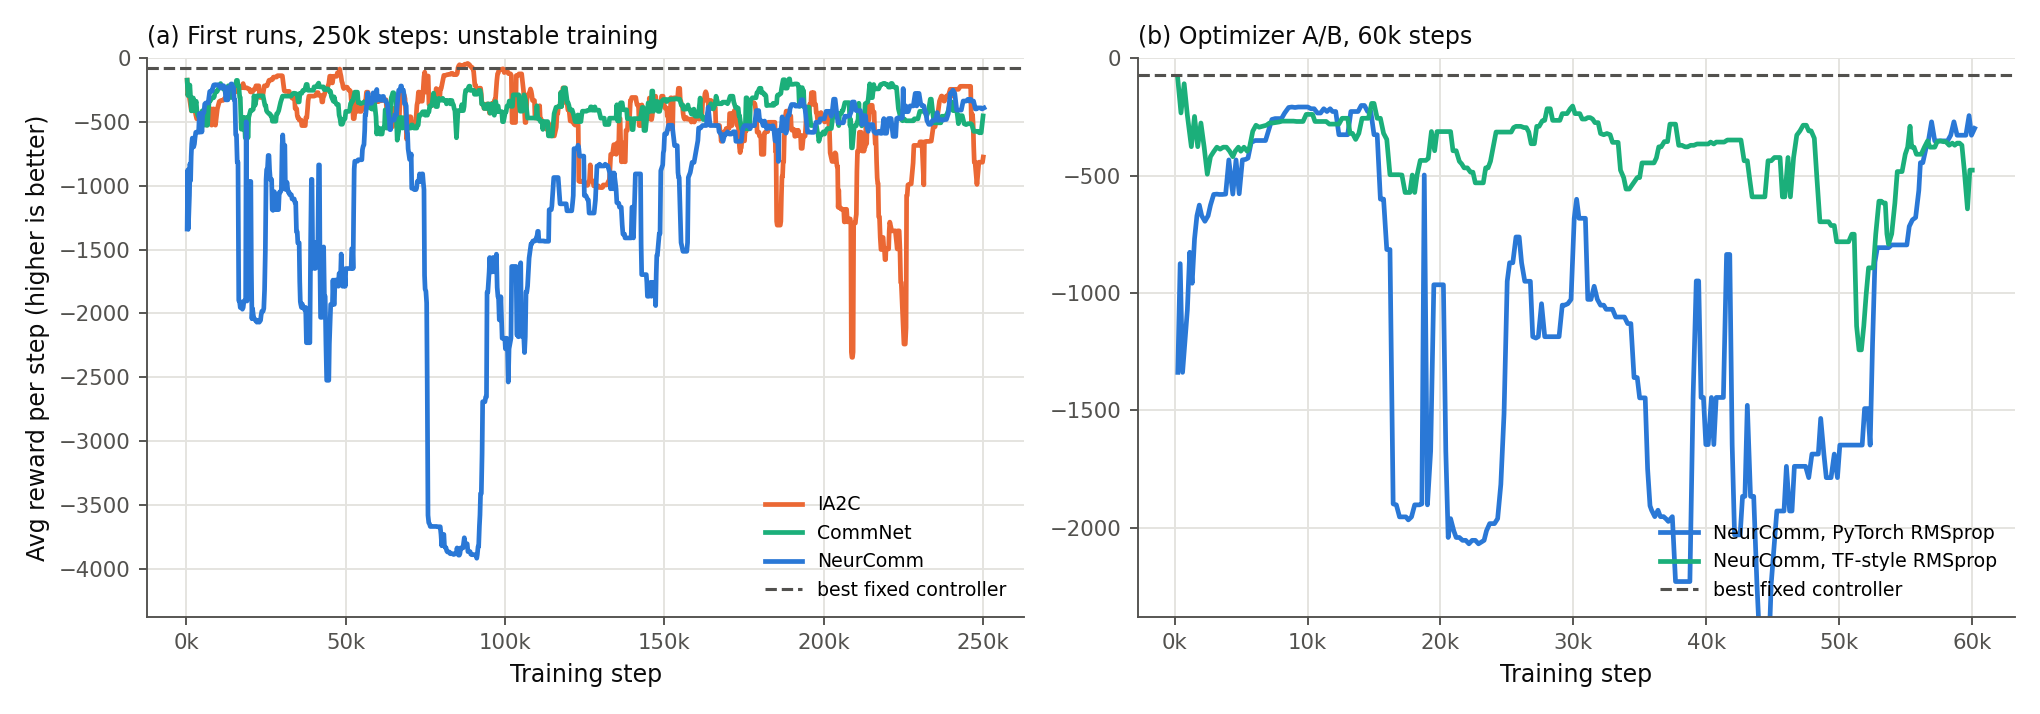 (a) First runs, 250k steps: unstable training
Avg reward per step (higher is better)
0
−500
−1000
−1500
−2000
−2500
−3000
−3500
−4000
IA2C
CommNet
NeurComm
best fixed controller
0k 50k 100k 150k 200k 250k
Training step
(b) Optimizer A/B, 60k steps
0
−500
−1000
−1500
−2000
NeurComm, PyTorch RMSprop
NeurComm, TF-style RMSprop
best fixed controller
0k 10k 20k 30k 40k 50k 60k
Training step